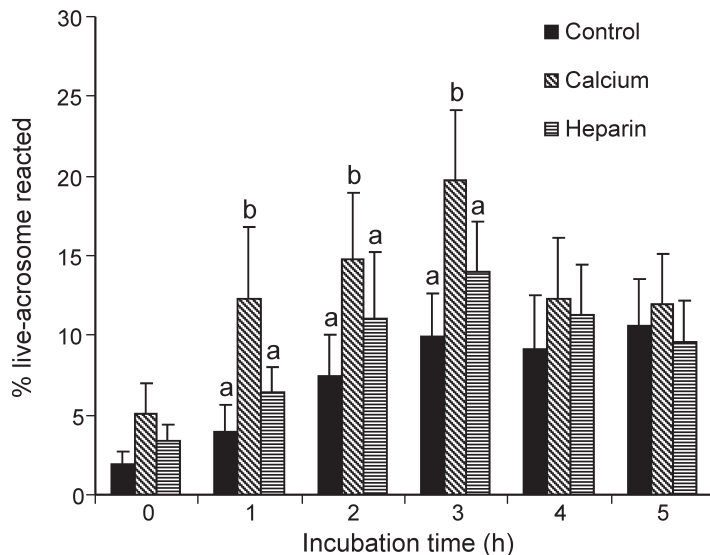 30
25
20
15
10
5
0
% live-acrosome reacted
Control
Calcium
Heparin
a b a
a b a
a b a
0 1 2 3 4 5
Incubation time (h)